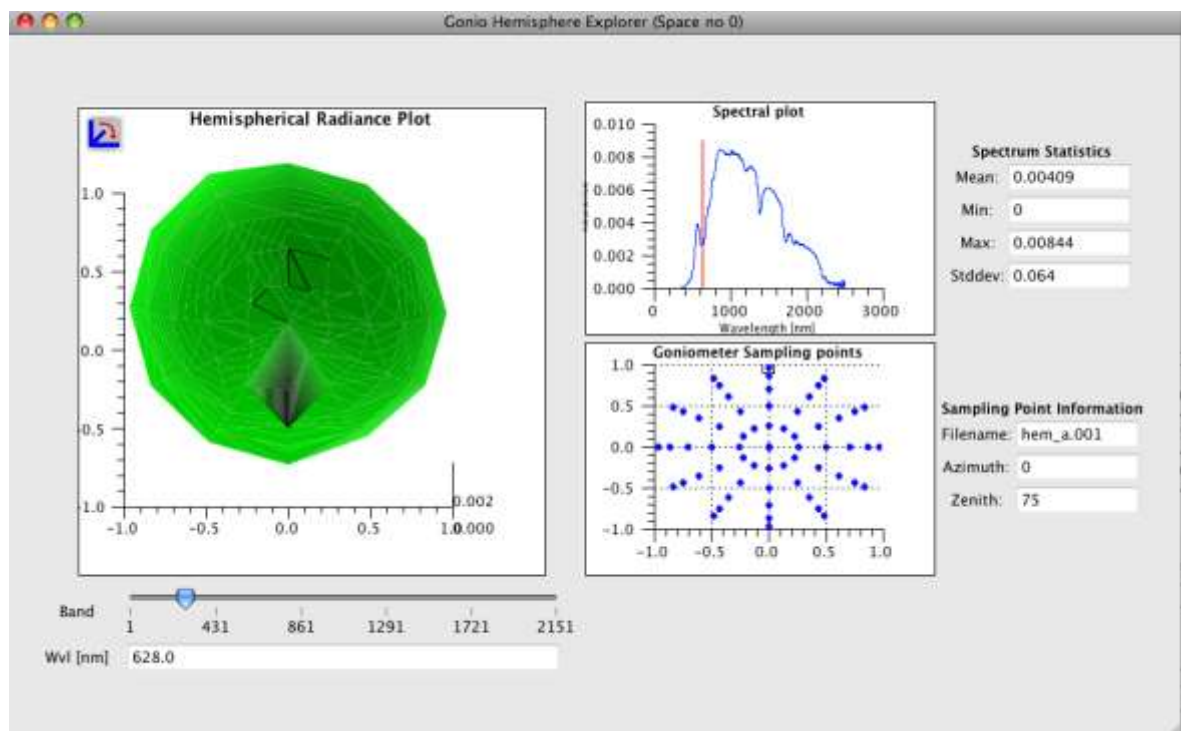 Gonio Hemisphere Explorer (Space no 0)
Hemispherical Radiance Plot
1.0
0.5
0.0
-0.5
-1.0
-1.0 -0.5 0.0 0.5 1.0
0.002
0.000
Band
1 431 861 1291 1721 2151
Wvl [nm] 628.0
Spectral plot
0.010
0.008
0.006
0.004
0.002
0.000
0 1000 2000 3000
Wavelength [nm]
Goniometer Sampling points
1.0
0.5
0.0
-0.5
-1.0
-1.0 -0.5 0.0 0.5 1.0
Spectrum Statistics
Mean: 0.00409
Min: 0
Max: 0.00844
Stddev: 0.064
Sampling Point Information
Filename: hem_a.001
Azimuth: 0
Zenith: 75